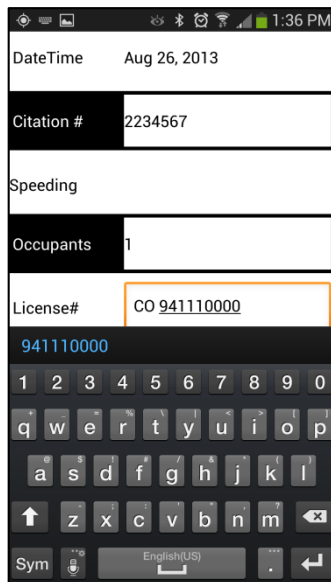 1:36 PM
DateTime Aug 26, 2013
Citation # 2234567
Speeding
Occupants 1
License# CO 941110000
941110000
1 2 3 4 5 6 7 8 9 0
q w e r t y u i o p
a s d f g h j k l
z x c v b n m
Sym English(US) .